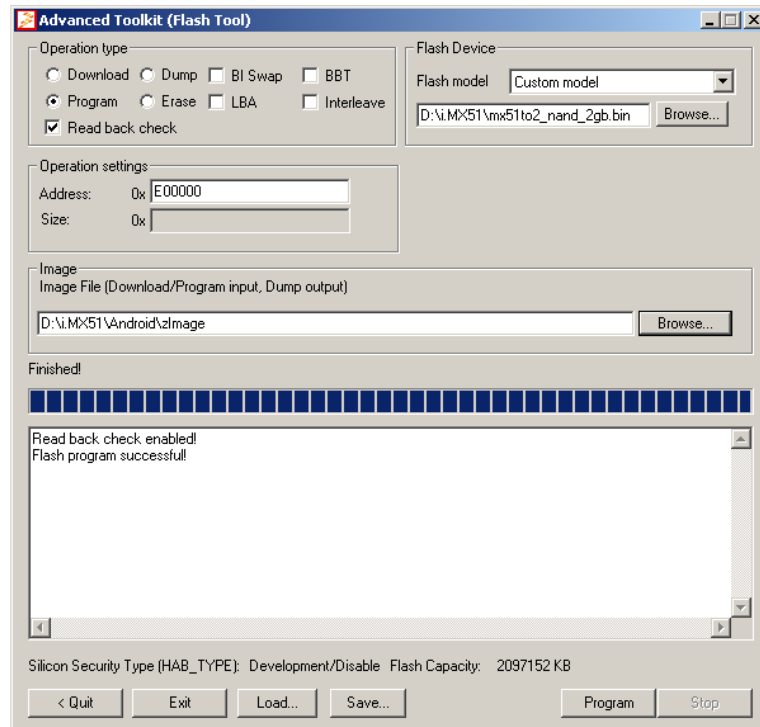 Advanced Toolkit (Flash Tool)
Operation type
Download Dump BI Swap BBT
Program Erase LBA Interleave
Read back check
Flash Device
Flash model Custom model
D:\i.MX51\mx51to2_nand_2gb.bin Browse...
Operation settings
Address: 0x E00000
Size: 0x
Image
Image File (Download/Program input, Dump output)
D:\i.MX51\Android\zImage Browse...
Finished!
Read back check enabled!
Flash program successful!
Silicon Security Type (HAB_TYPE): Development/Disable Flash Capacity: 2097152 KB
< Quit Exit Load... Save... Program Stop